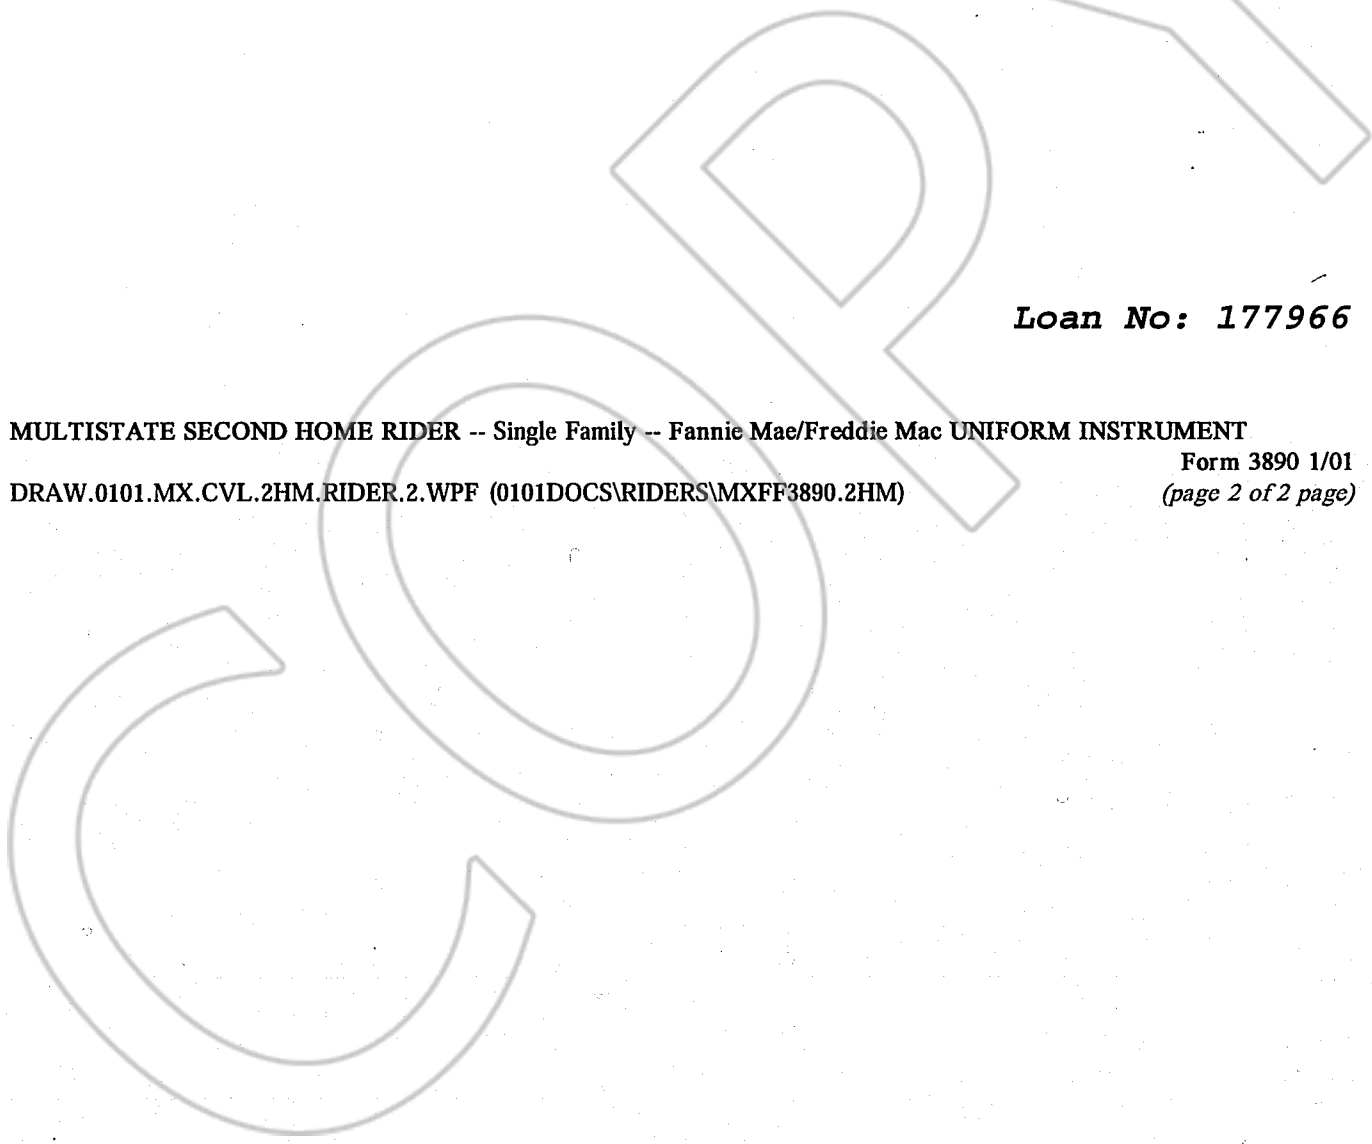 Loan No: 177966
MULTISTATE SECOND HOME RIDER -- Single Family -- Fannie Mae/Freddie Mac UNIFORM INSTRUMENT
Form 3890 1/01
DRAW.0101.MX.CVL.2HM.RIDER.2.WPF (0101DOCS\RIDERS\MXFF3890.2HM)
(page 2 of 2 page)
COPY